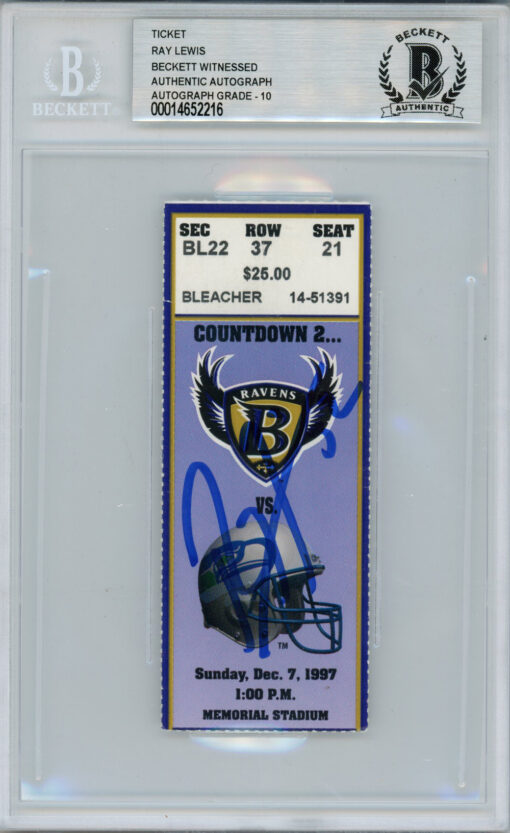 TICKET
RAY LEWIS
BECKETT WITNESSED
AUTHENTIC AUTOGRAPH
AUTOGRAPH GRADE - 10
00014652216
B
BECKETT
BECKETT
B
AUTHENTIC
SEC ROW SEAT
BL22 37 21
$25.00
BLEACHER 14-51391
COUNTDOWN 2...
RAVENS
B
VS.
TM
Sunday, Dec. 7, 1997
1:00 P.M.
MEMORIAL STADIUM